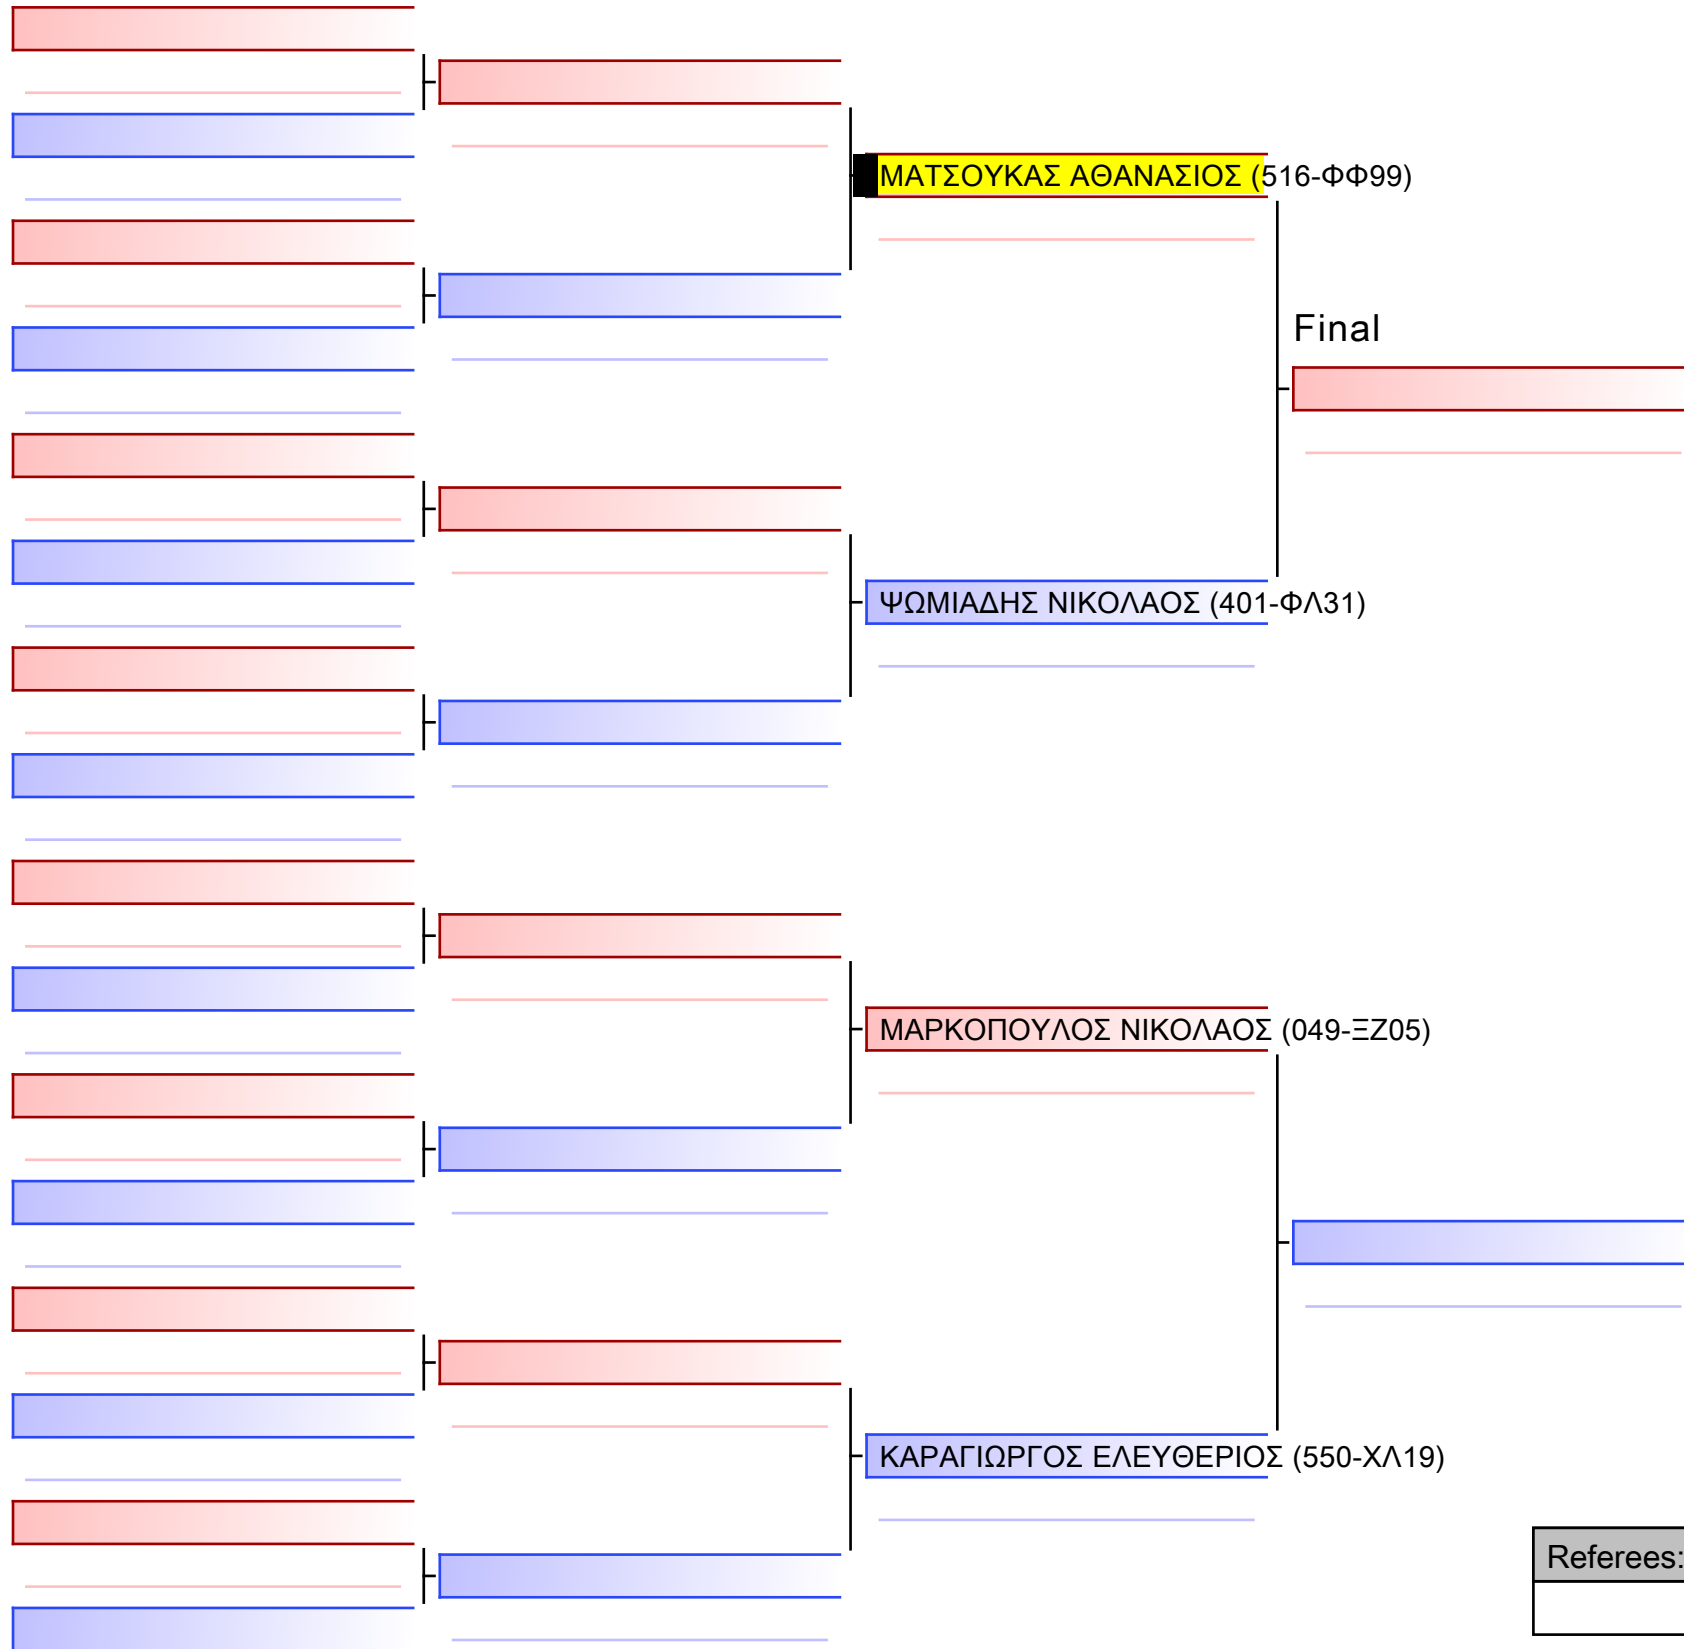 ΜΑΤΣΟΥΚΑΣ ΑΘΑΝΑΣΙΟΣ (516-ΦΦ99)
Final
ΨΩΜΙΑΔΗΣ ΝΙΚΟΛΑΟΣ (401-ΦΛ31)
ΜΑΡΚΟΠΟΥΛΟΣ ΝΙΚΟΛΑΟΣ (049-ΞΖ05)
ΚΑΡΑΓΙΩΡΓΟΣ ΕΛΕΥΘΕΡΙΟΣ (550-ΧΛ19)
Referees: